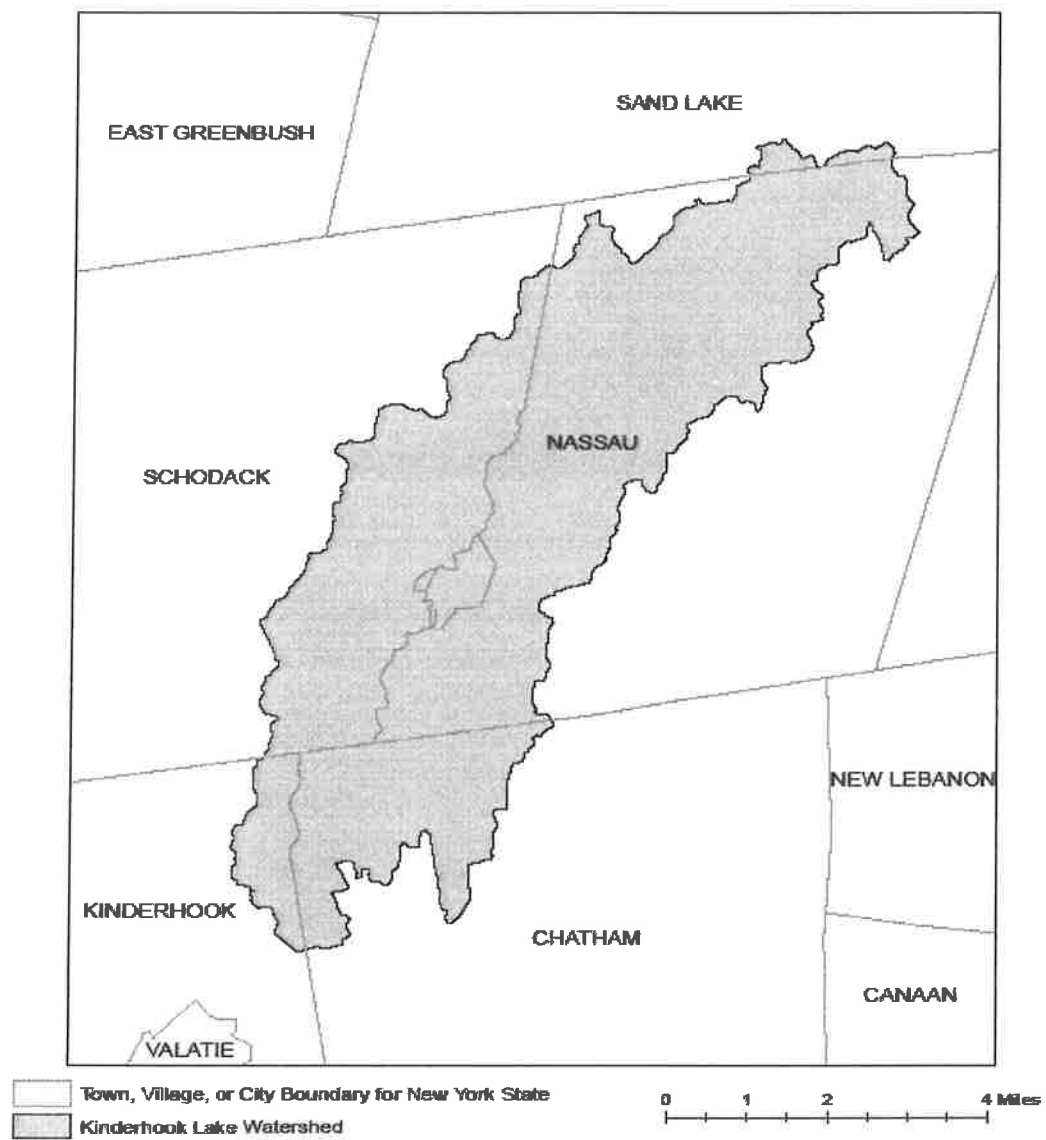 SAND LAKE
EAST GREENBUSH
NASSAU
SCHODACK
NEW LEBANON
KINDERHOOK
CHATHAM
CANAAN
VALATIE
Town, Village, or City Boundary for New York State
Kinderhook Lake Watershed
0 1 2 4 Miles